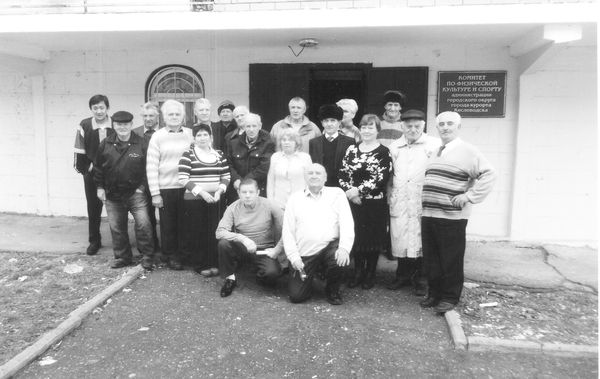 КОМИТЕТ
ПО ФИЗИЧЕСКОЙ
КУЛЬТУРЕ И СПОРТУ
администрации
городского округа
города-курорта
Кисловодска